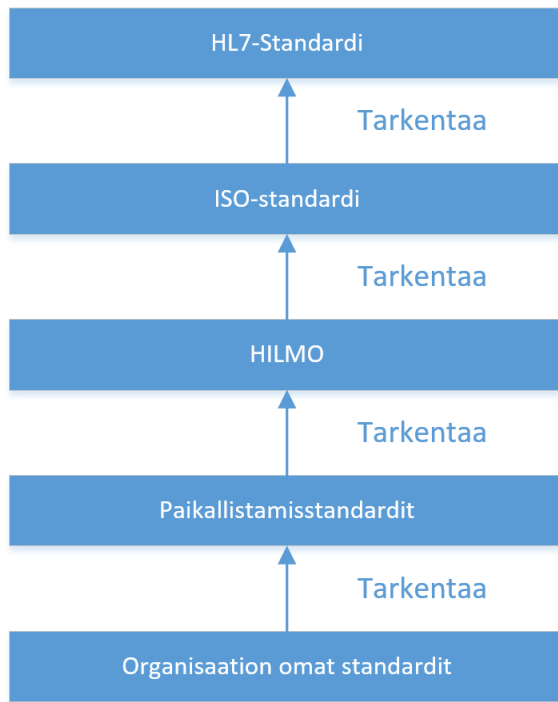 HL7-Standardi
Tarkentaa
ISO-standardi
Tarkentaa
HILMO
Tarkentaa
Paikallistamisstandardit
Tarkentaa
Organisaation omat standardit